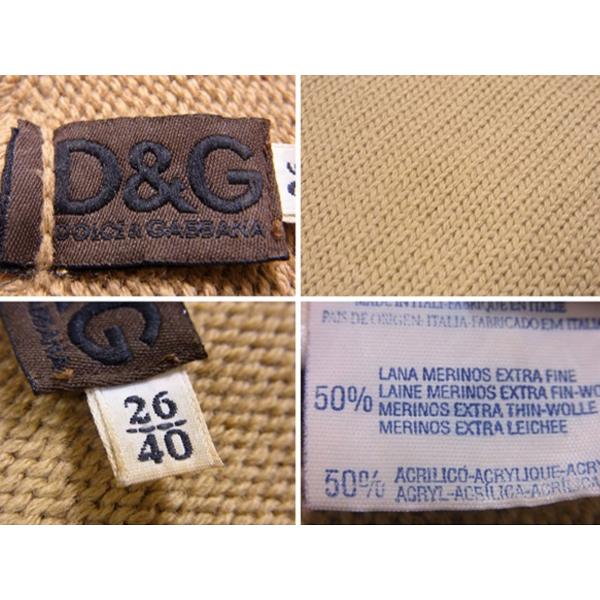 D&G
DOLCE & GABBANA
26
40
MADE IN ITALI-FABRIQUE EN ITALIE
PAIS DE ORIGEN: ITALIA-FABRICADO EM ITALIA
50%
LANA MERINOS EXTRA FINE
LAINE MERINOS EXTRA FIN-WO
MERINOS EXTRA THIN-WOLLE
MERINOS EXTRA LEICHEE
50%
ACRILICO-ACRYLIQUE-ACRY
ACRYL-ACRÍLICA-ACRILICA